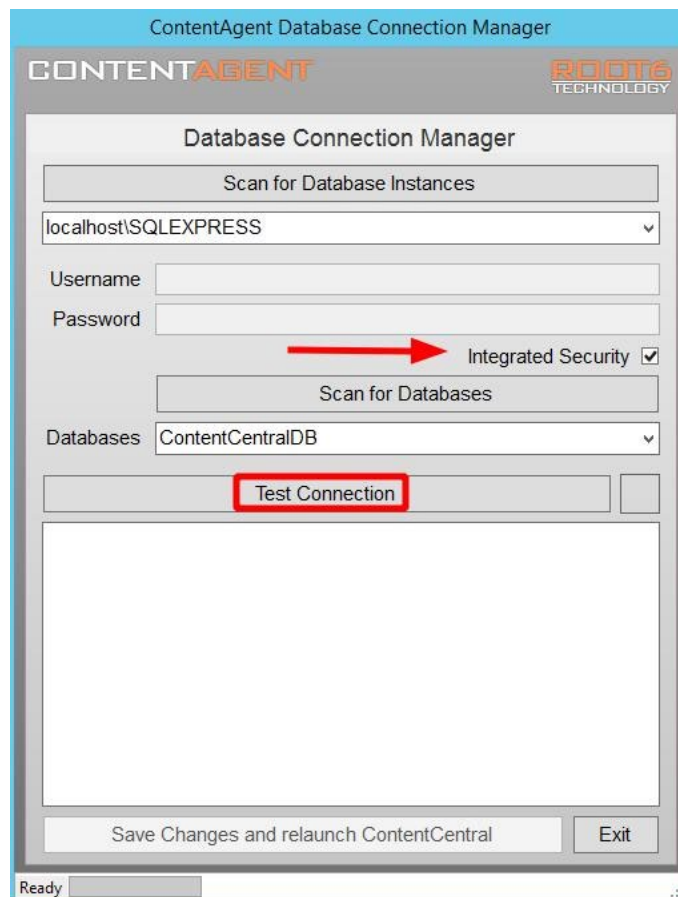 ContentAgent Database Connection Manager
CONTENTAGENT
ROOT6
TECHNOLOGY
Database Connection Manager
Scan for Database Instances
localhost\SQLEXPRESS
Username
Password
Integrated Security
Scan for Databases
Databases ContentCentralDB
Test Connection
Save Changes and relaunch ContentCentral Exit
Ready